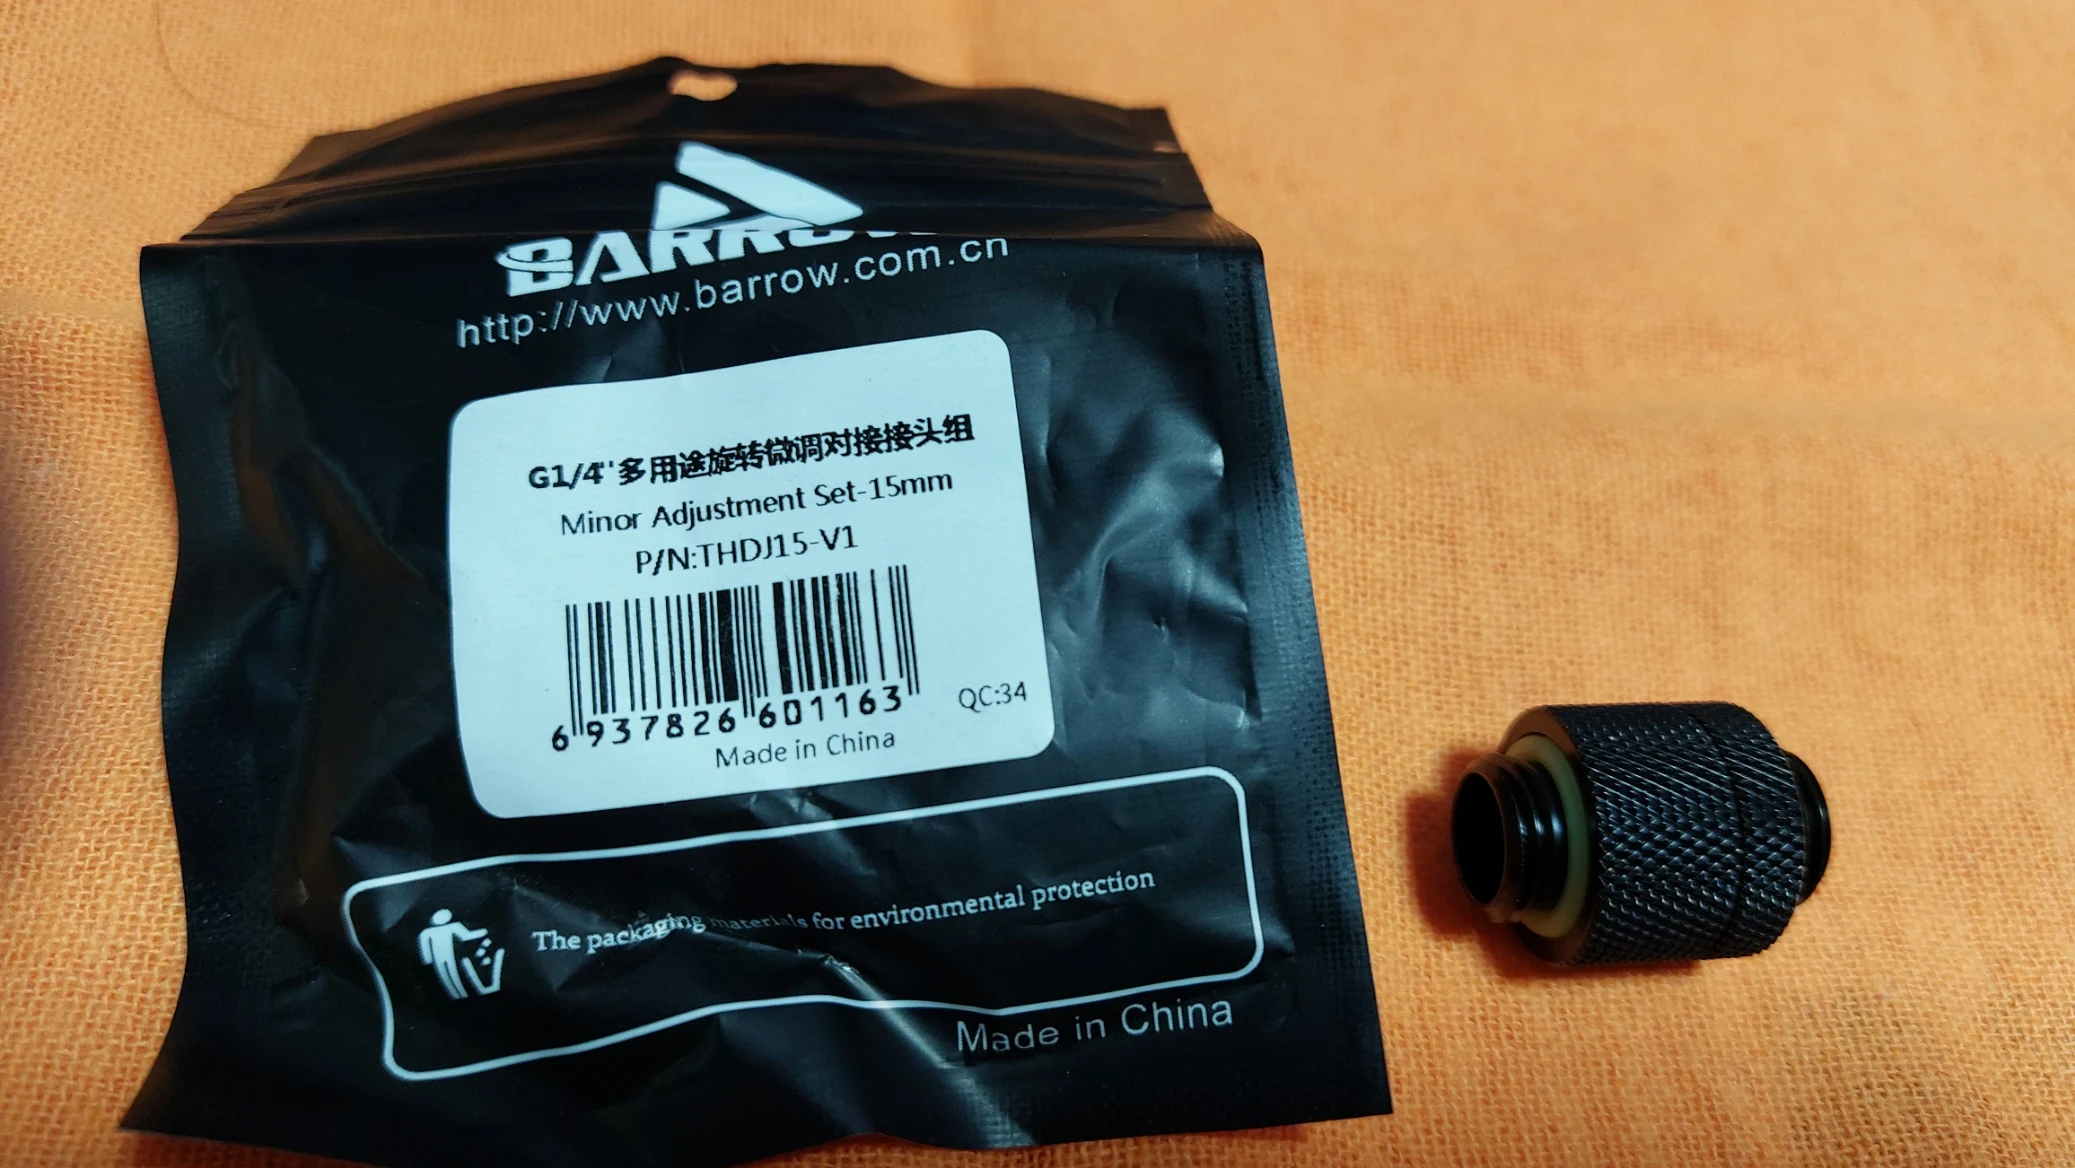 BARROW
http://www.barrow.com.cn
G1/4"多用途旋转微调对接接头组
Minor Adjustment Set-15mm
P/N:THDJ15-V1
6 937826 601163
QC:34
Made in China
The packaging materials for environmental protection
Made in China